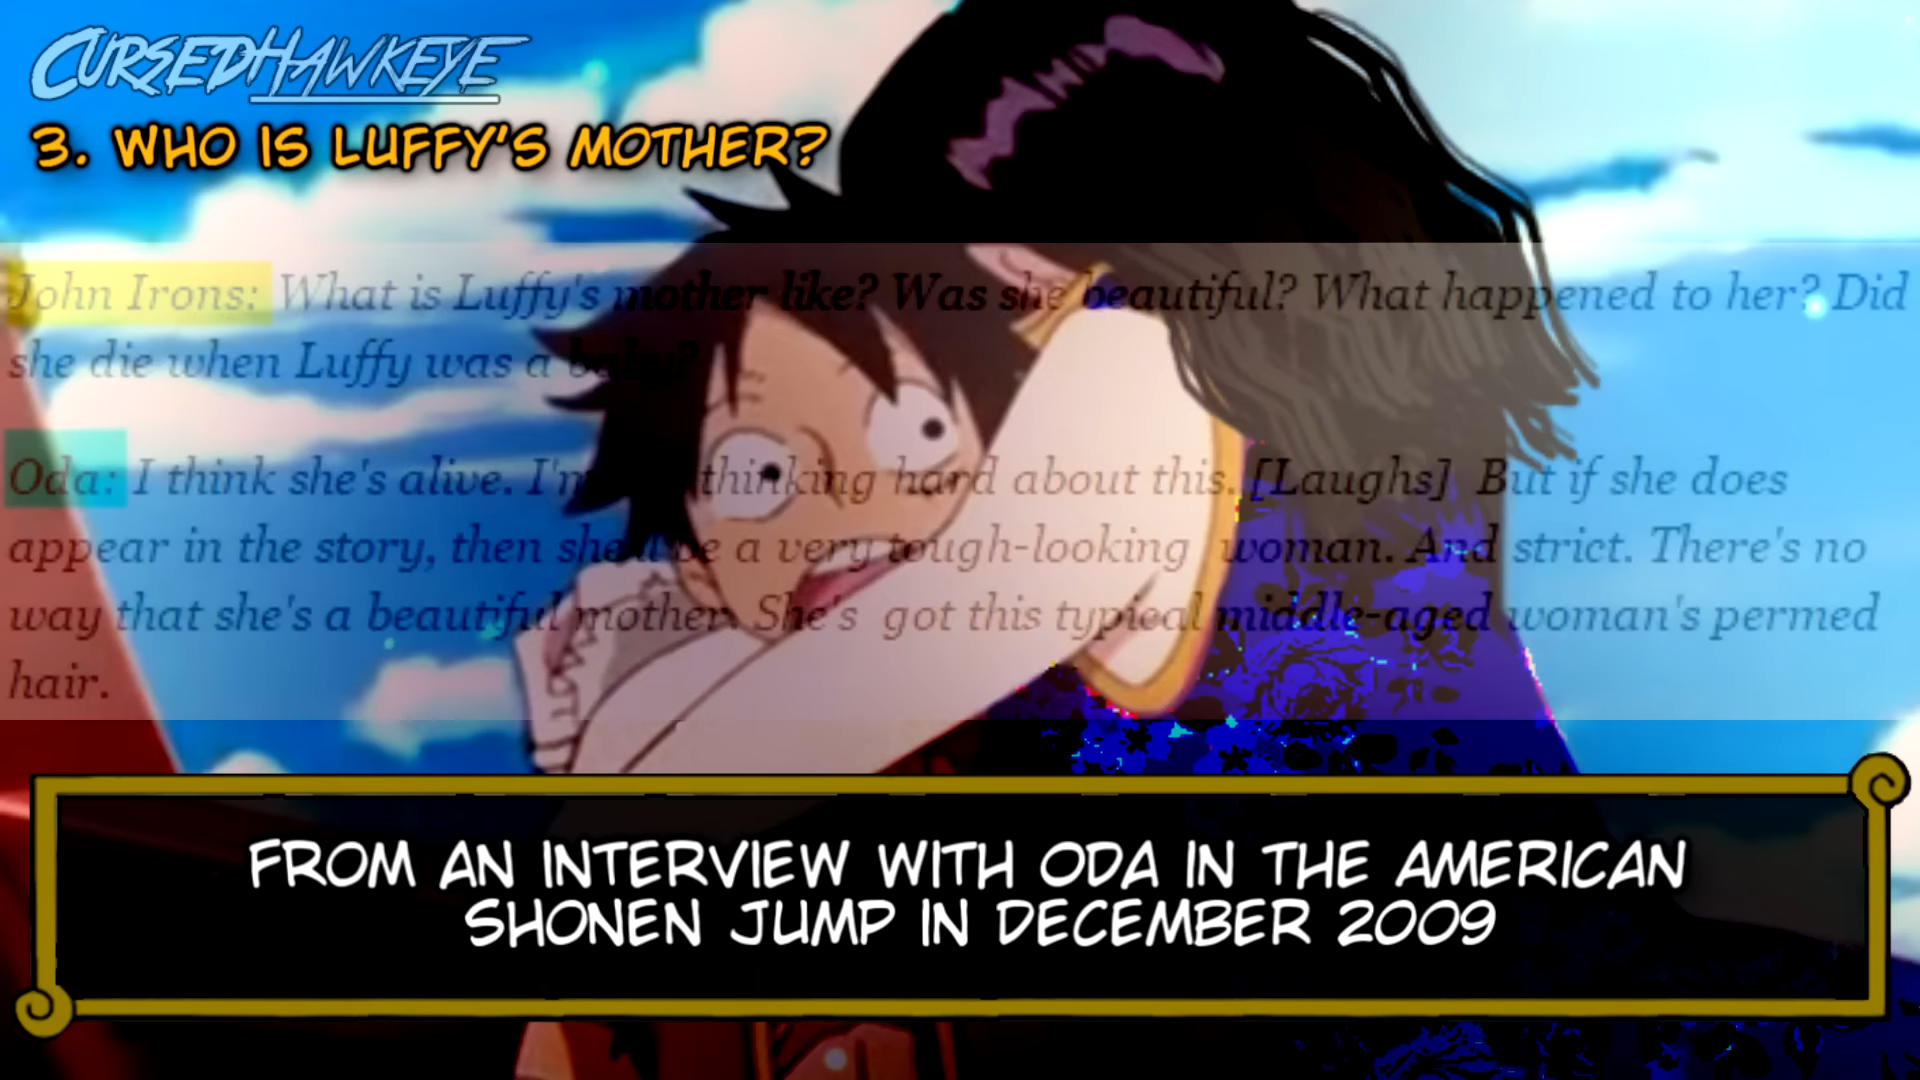 CURSEDHAWKEYE
3. WHO IS LUFFY'S MOTHER?
John Irons: What is Luffy's mother like? Was she beautiful? What happened to her? Did
she die when Luffy was a baby?
Oda: I think she's alive. I'm thinking hard about this. [Laughs] But if she does
appear in the story, then she'll be a very tough-looking woman. And strict. There's no
way that she's a beautiful mother. She's got this typical middle-aged woman's permed
hair.
FROM AN INTERVIEW WITH ODA IN THE AMERICAN
SHONEN JUMP IN DECEMBER 2009